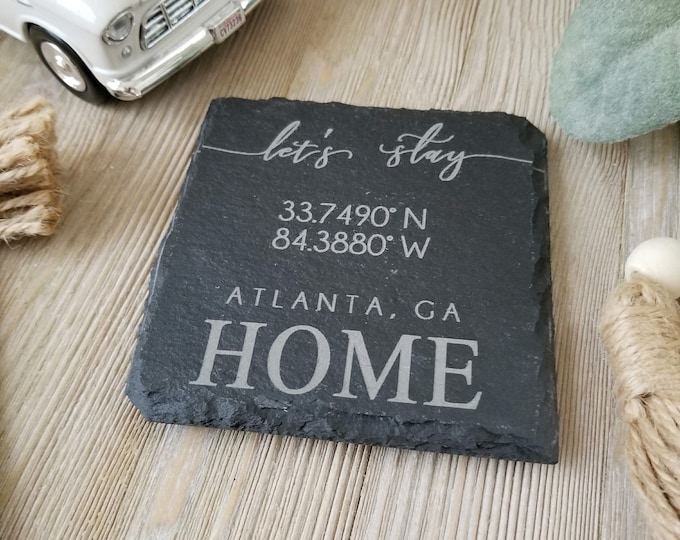 let's stay
33.7490° N
84.3880° W
ATLANTA, GA
HOME